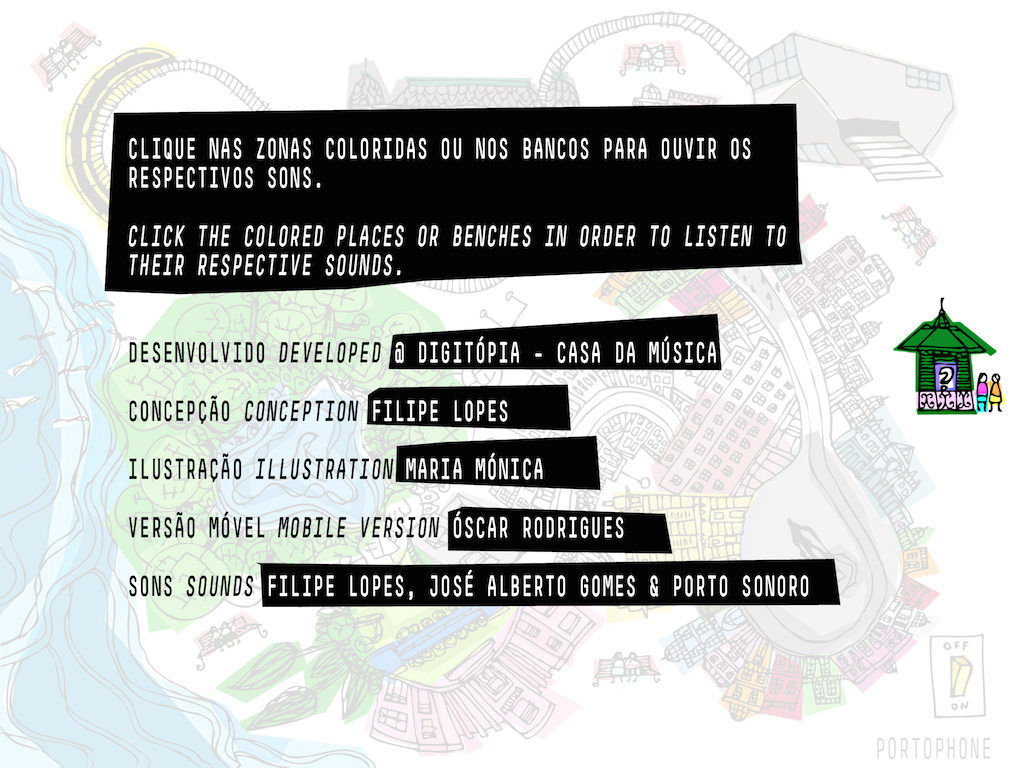 CLIQUE NAS ZONAS COLORIDAS OU NOS BANCOS PARA OUVIR OS
RESPECTIVOS SONS.
CLICK THE COLORED PLACES OR BENCHES IN ORDER TO LISTEN TO
THEIR RESPECTIVE SOUNDS.
DESENVOLVIDO DEVELOPED @ DIGITÓPIA - CASA DA MÚSICA
CONCEPÇÃO CONCEPTION FILIPE LOPES
ILUSTRAÇÃO ILLUSTRATION MARIA MÓNICA
VERSÃO MÓVEL MOBILE VERSION ÓSCAR RODRIGUES
SONS SOUNDS FILIPE LOPES, JOSÉ ALBERTO GOMES & PORTO SONORO
?
OFF
ON
PORTOPHONE